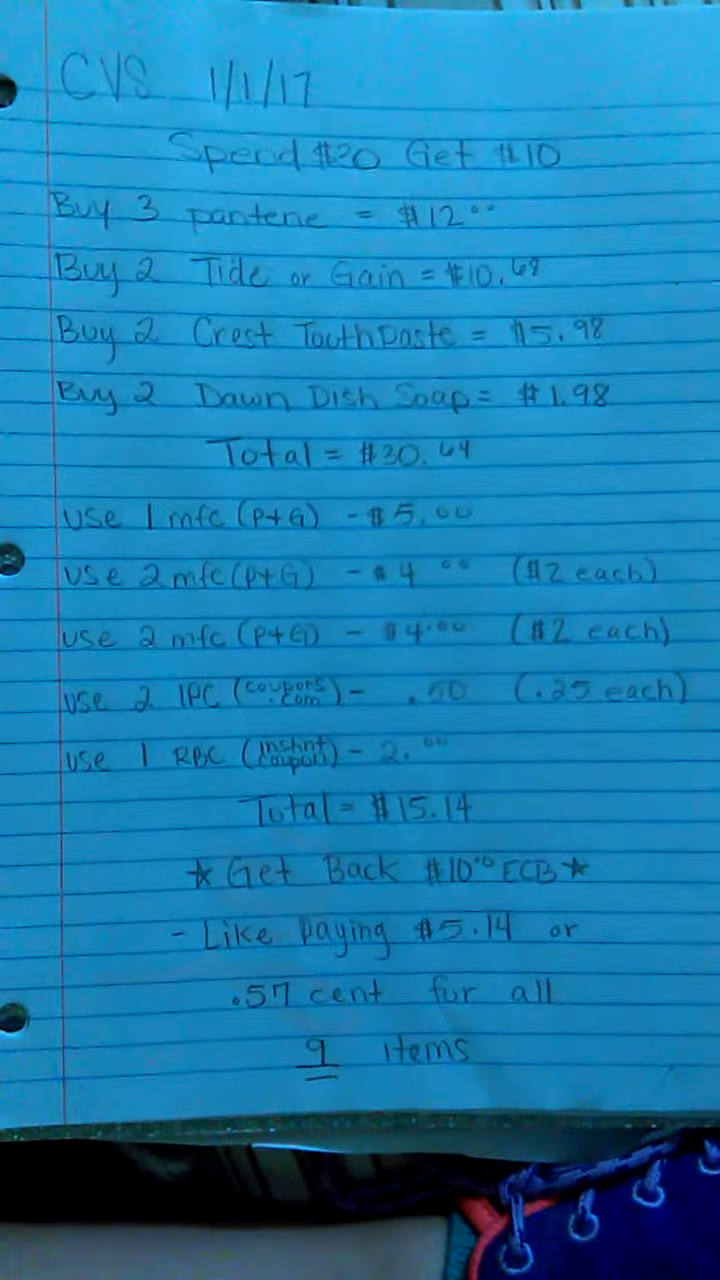 CVS 1/1/17
Spend $30 Get $10
Buy 3 pantene = $12.00
Buy 2 Tide or Gain = $10.68
Buy 2 Crest Toothpaste = $5.98
Buy 2 Dawn Dish Soap = $1.98
Total = $30.64
use 1 mfc (P+G) - $5.00
use 2 mfc (P+G) - $4.00 ($2 each)
use 2 mfc (P+G) - $4.00 ($2 each)
use 2 IPC (coupons.com) - .50 (.25 each)
use 1 RBC (instint coupon) - 2.00
Total = $15.14
★ Get Back $10.00 ECB ★
- Like paying $5.14 or
.57 cent for all
9 items